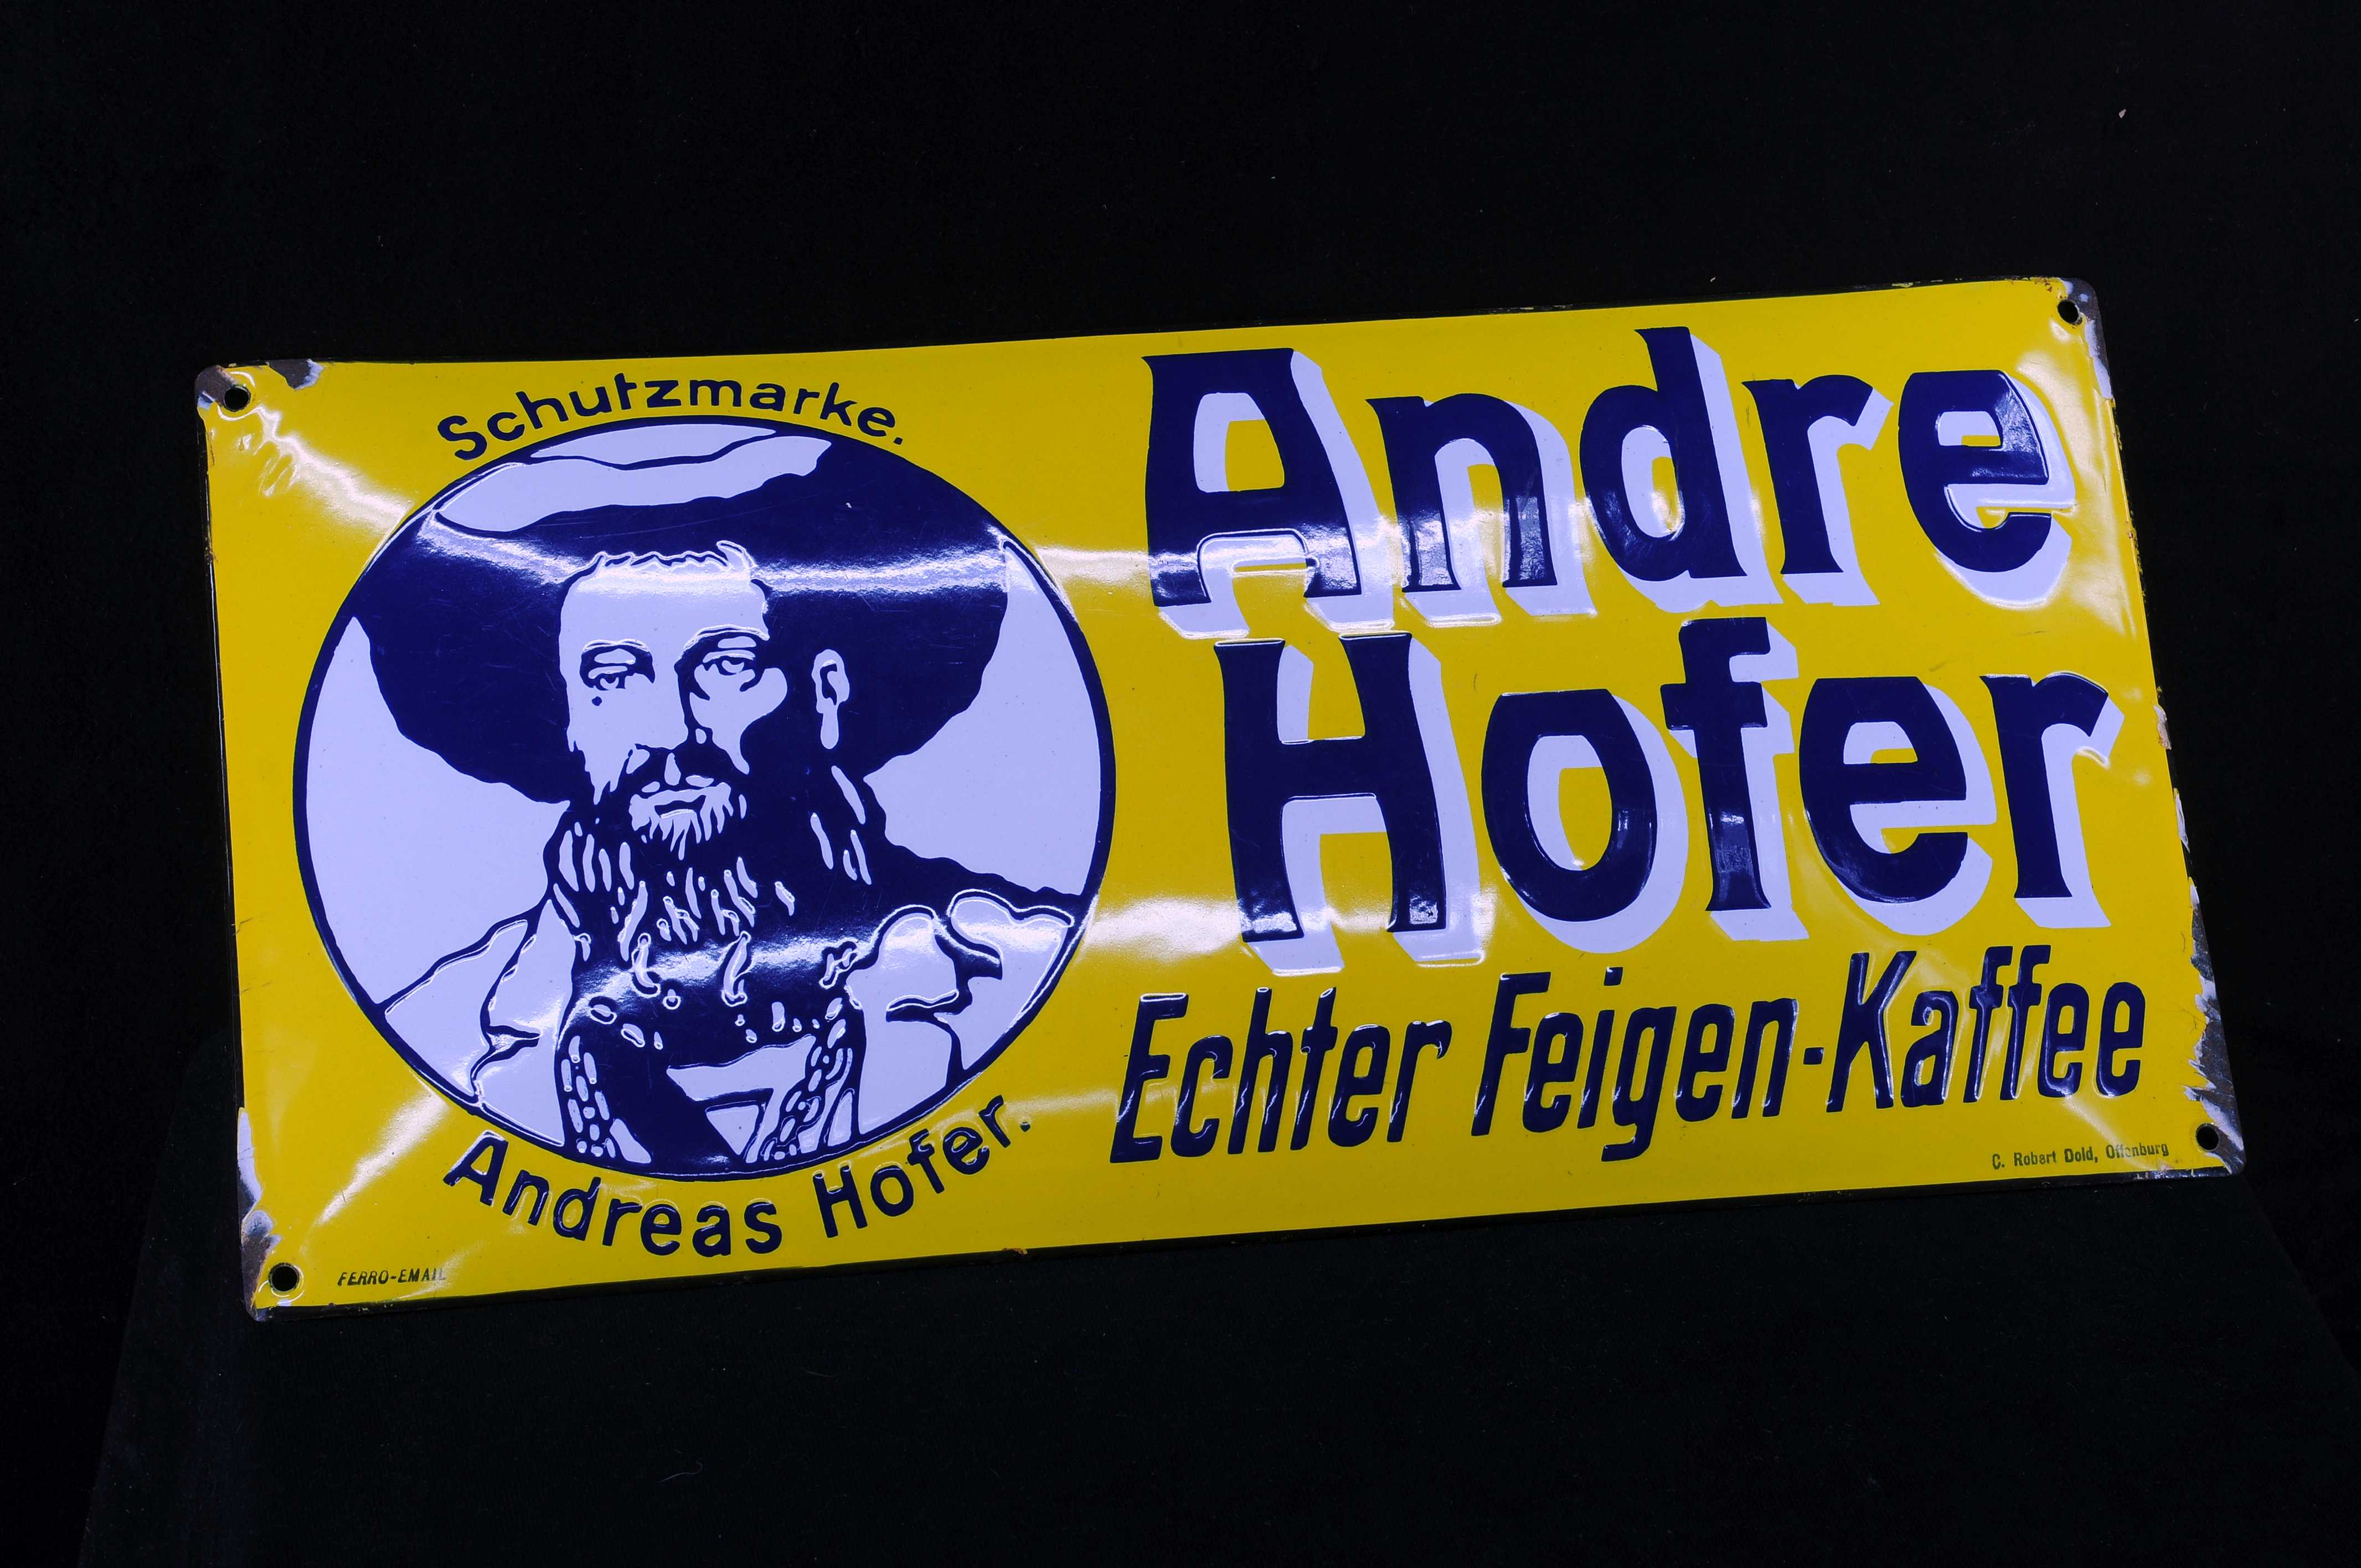 Schutzmarke.
Andreas Hofer.
FERRO-EMAIL
Andre
Hofer
Echter Feigen-Kaffee
C. Robert Dold, Offenburg